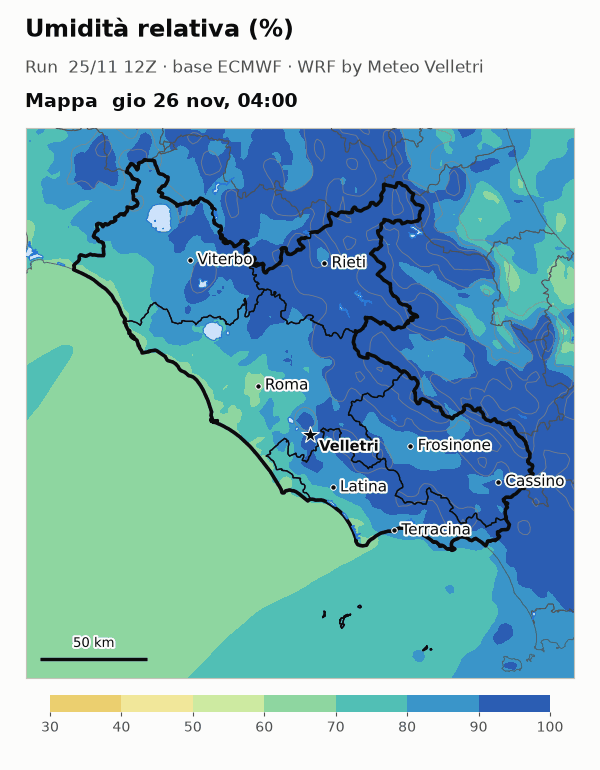 Umidità relativa (%)
Run  25/11 12Z · base ECMWF · WRF by Meteo Velletri
Mappa  gio 26 nov, 04:00
Viterbo
Rieti
Roma
Velletri
Frosinone
Latina
Cassino
Terracina
50 km
30 40 50 60 70 80 90 100